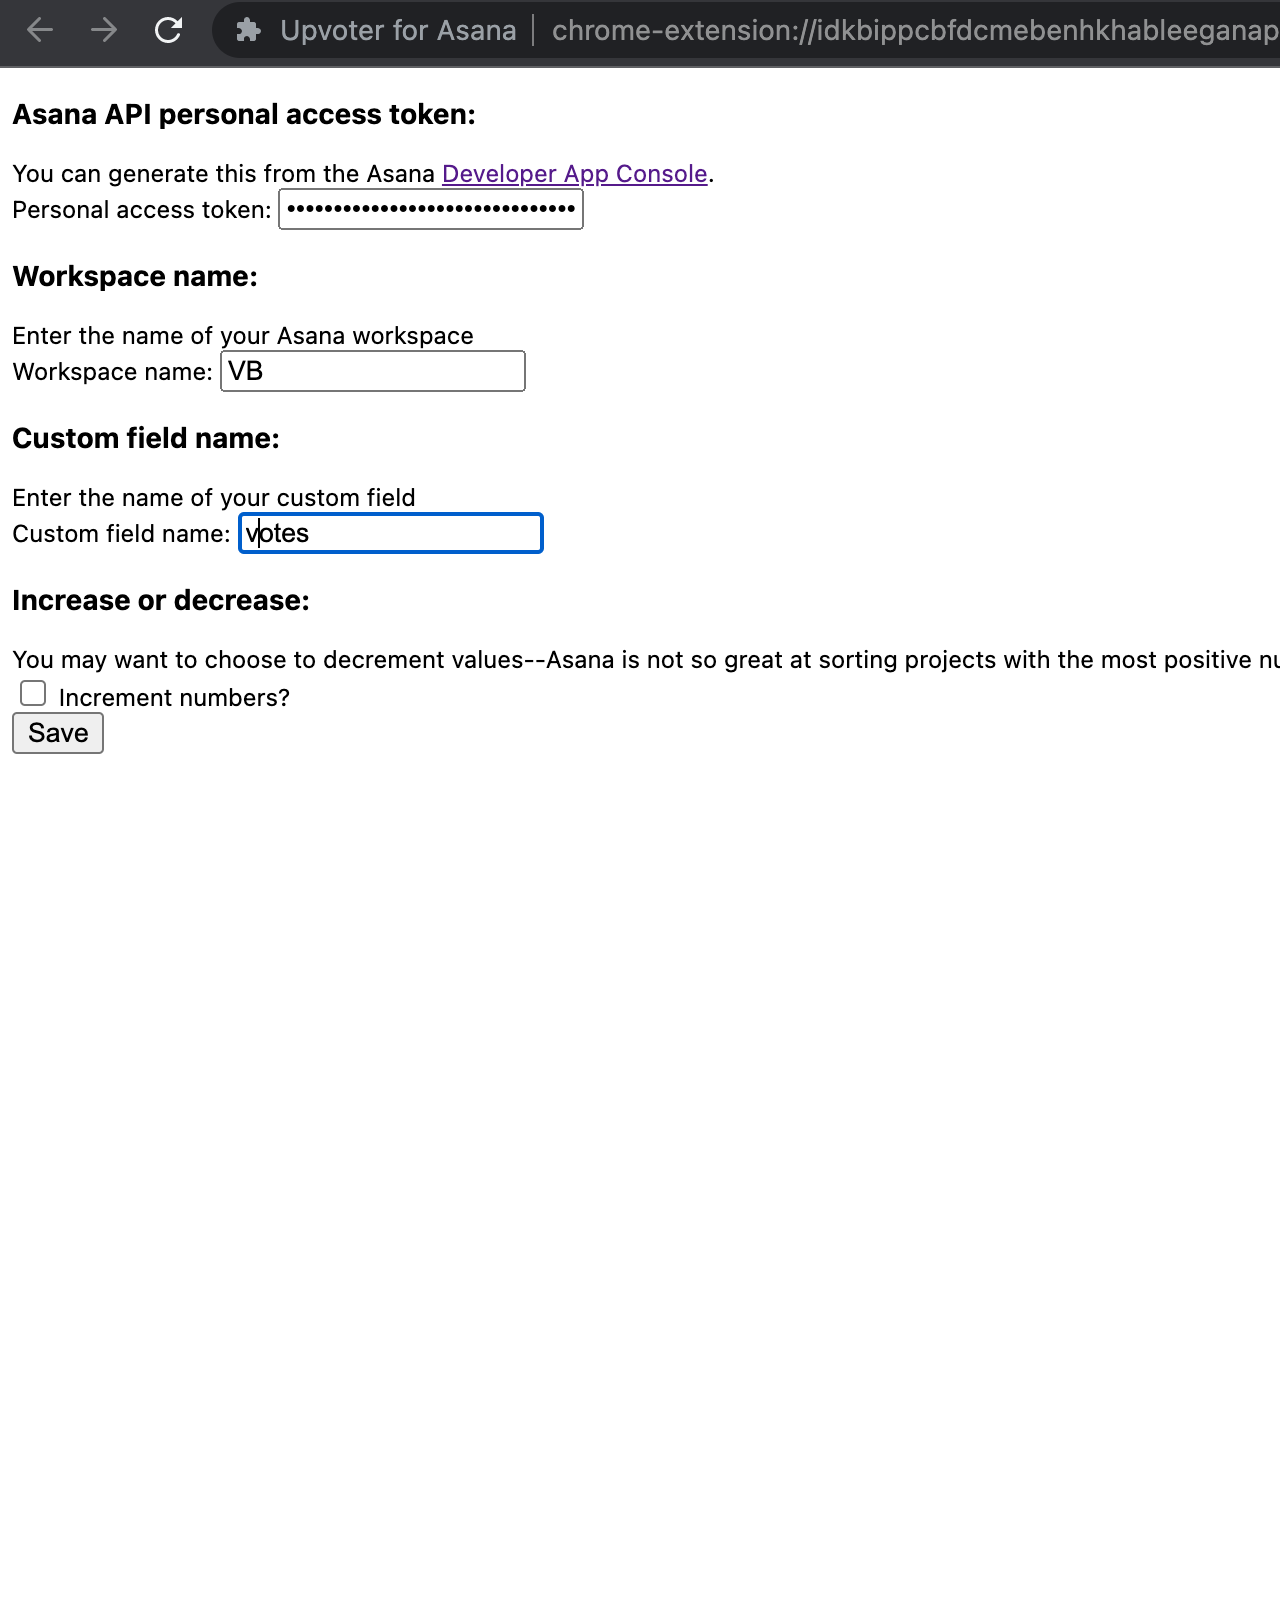 Upvoter for Asana | chrome-extension://idkbippcbfdcmebenhkhableeganap
Asana API personal access token:
You can generate this from the Asana Developer App Console.
Personal access token: •••••••••••••••••••••••••••••••
Workspace name:
Enter the name of your Asana workspace
Workspace name: VB
Custom field name:
Enter the name of your custom field
Custom field name: votes
Increase or decrease:
You may want to choose to decrement values--Asana is not so great at sorting projects with the most positive
Increment numbers?
Save